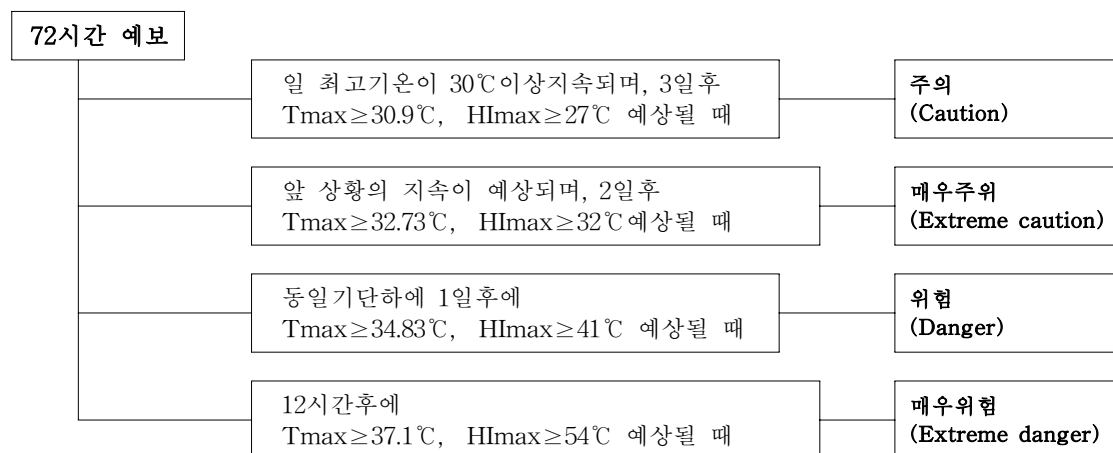 72시간 예보
일 최고기온이 30℃이상지속되며, 3일후
Tmax≥30.9℃, HImax≥27℃ 예상될 때
주의
(Caution)
앞 상황의 지속이 예상되며, 2일후
Tmax≥32.73℃, HImax≥32℃예상될 때
매우주위
(Extreme caution)
동일기단하에 1일후에
Tmax≥34.83℃, HImax≥41℃ 예상될 때
위험
(Danger)
12시간후에
Tmax≥37.1℃, HImax≥54℃ 예상될 때
매우위험
(Extreme danger)